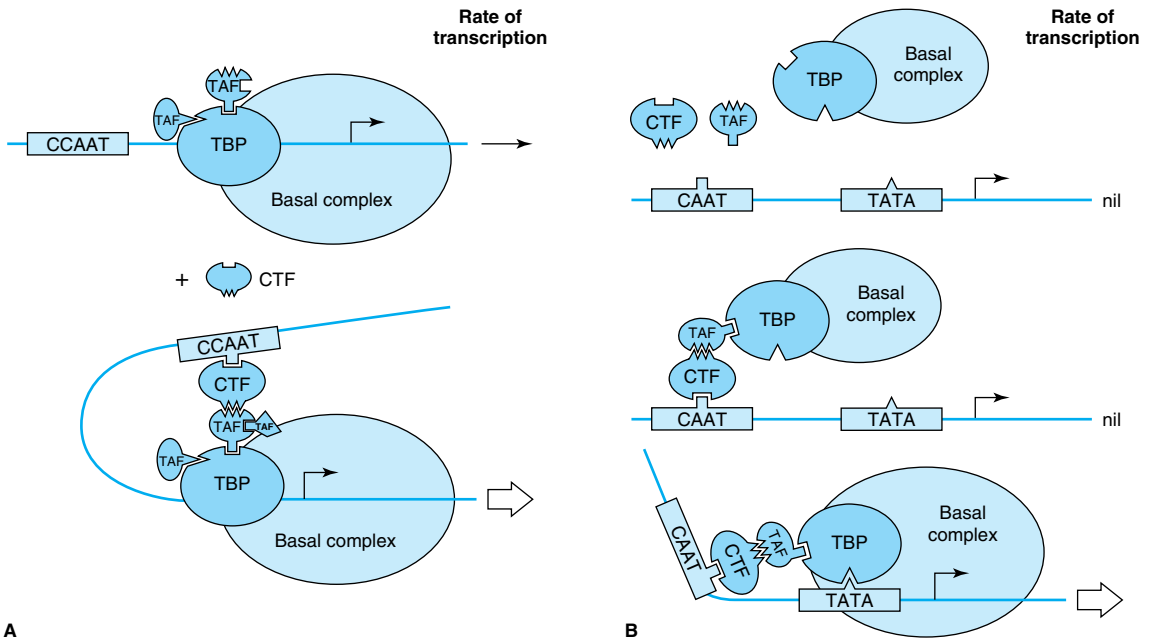 Rate of
transcription
TAF
TAF
TBP
CCAAT
Basal complex
+
CTF
CCAAT
CTF
TAF
TAF
TAF
TBP
Basal complex
A
Rate of
transcription
Basal
complex
TBP
CTF
TAF
CAAT
TATA
nil
Basal
complex
TBP
TAF
CTF
CAAT
TATA
nil
Basal
complex
TBP
TAF
CTF
CAAT
TATA
B